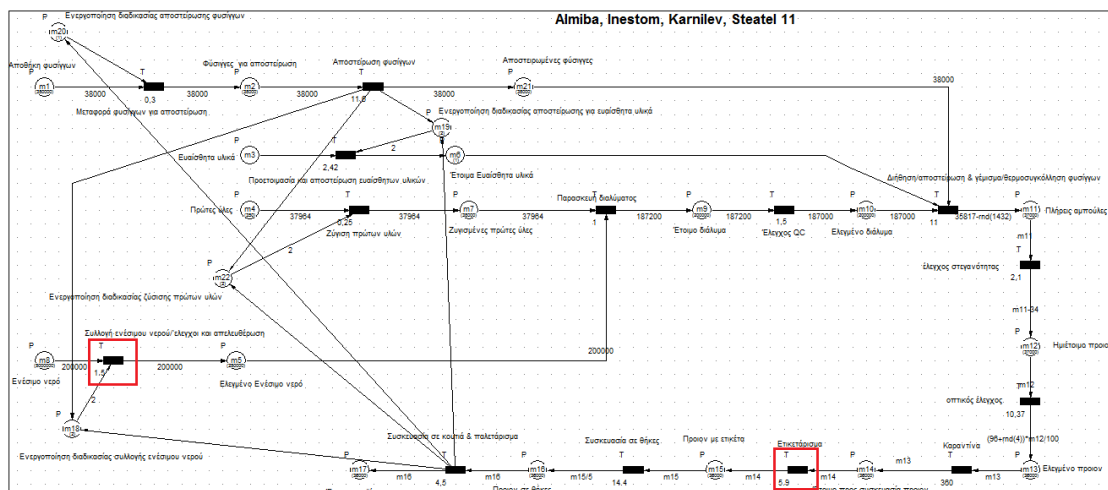 Almiba, Inestom, Karnilev, Steatel 11
Ενεργοποίηση διαδικασίας αποστείρωσης φυσίγγων
P
m20
Αποθήκη φυσίγγων
Φύσιγγες για αποστείρωση
Αποστείρωση φυσίγγων
Αποστειρωμένες φύσιγγες
P
T
P
T
P
m1
38000
38000
m2
38000
38000
m21
38000
0,3
Μεταφορά φυσίγγων για αποστείρωση
P
Ενεργοποίηση διαδικασίας αποστείρωσης για ευαίσθητα υλικά
m19
P
T
2
P
Ευαίσθητα υλικά
m3
m6
2,42
Έτοιμα Ευαίσθητα υλικά
Προετοιμασία και αποστείρωση ευαίσθητων υλικών
Διήθηση/αποστείρωση & γέμισμα/θερμοσυγκόλληση φυσίγγων
Παρασκευή διαλύματος
P
T
P
T
P
T
P
T
P
Πρώτες ύλες
m4
37964
37964
m7
37964
187200
m9
187200
187000
m10
187000
35817-rnd(1432)
m11
0,25
1
1,5
11
Ζύγιση πρώτων υλών
Ζυγισμένες πρώτες ύλες
Έτοιμο διάλυμα
Έλεγχος QC
Ελεγμένο διάλυμα
Πλήρεις αμπούλες
m11
T
2
P
m22
έλεγχος στεγανότητας
2,1
Ενεργοποίηση διαδικασίας ζύσισης πρώτων υλών
m11-34
Συλλογή ενέσιμου νερού/ελεγχοι και απελευθέρωση
P
m12
Ημιέτοιμο προιον
P
T
P
m8
200000
200000
m5
200000
1,5
Ενέσιμο νερό
Ελεγμένο Ενέσιμο νερό
m12
T
οπτικός έλεγχος
10,37
2
P
m18
(96+rnd(4))*m12/100
Ενεργοποίηση διαδικασίας συλλογής ενέσιμου νερού
Συσκευασία σε κουτιά & παλετάρισμα
Συσκευασία σε θήκες
Προιον με ετικέτα
Ετικετάρισμα
Καραντίνα
P
T
P
T
P
T
P
m13
T
P
m17
m16
m16
m16
m15
m15
m15
m14
m14
m14
m13
m13
Ελεγμένο προιον
4,5
14.4
5.9
360
Προιον σε θήκες